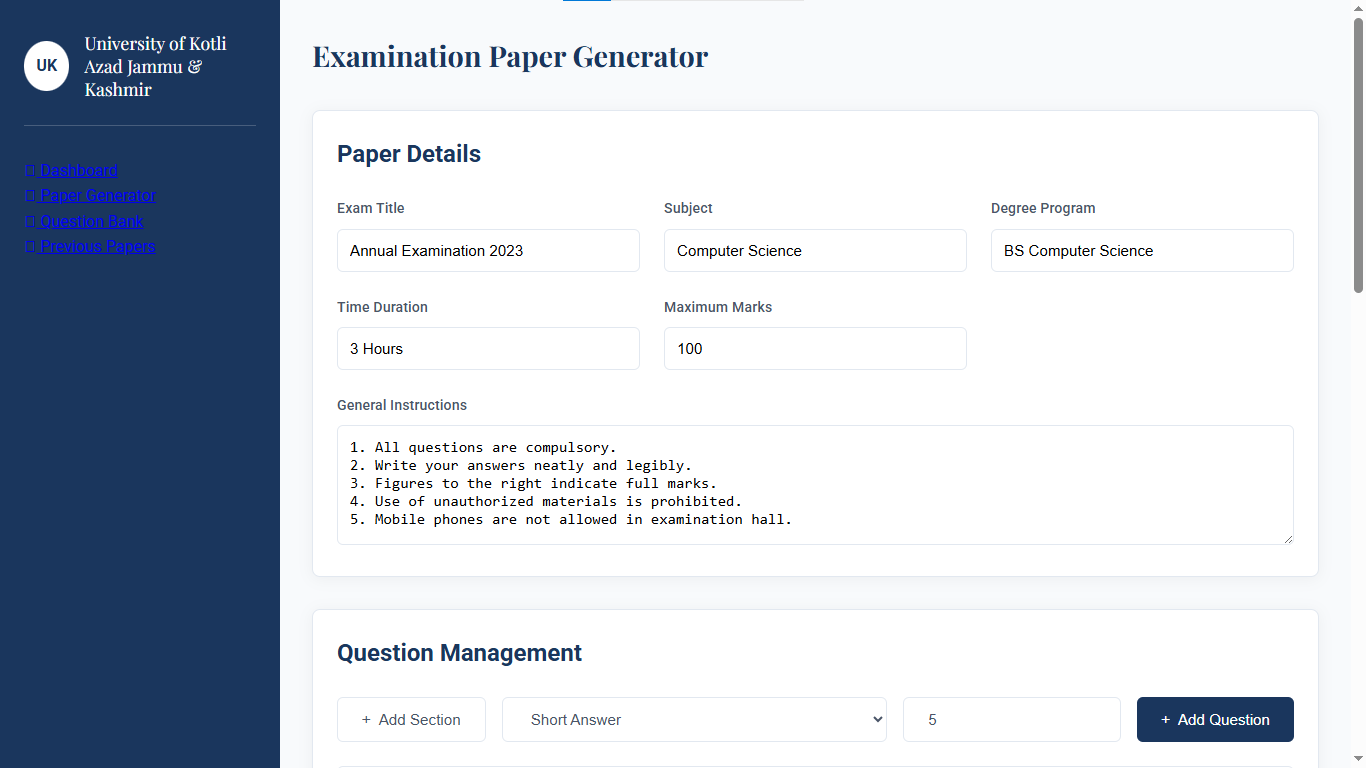 UK
University of Kotli
Azad Jammu &
Kashmir
Dashboard
Paper Generator
Question Bank
Previous Papers
Examination Paper Generator
Paper Details
Exam Title
Subject
Degree Program
Annual Examination 2023
Computer Science
BS Computer Science
Time Duration
Maximum Marks
3 Hours
100
General Instructions
1. All questions are compulsory.
2. Write your answers neatly and legibly.
3. Figures to the right indicate full marks.
4. Use of unauthorized materials is prohibited.
5. Mobile phones are not allowed in examination hall.
Question Management
+ Add Section
Short Answer
5
+ Add Question